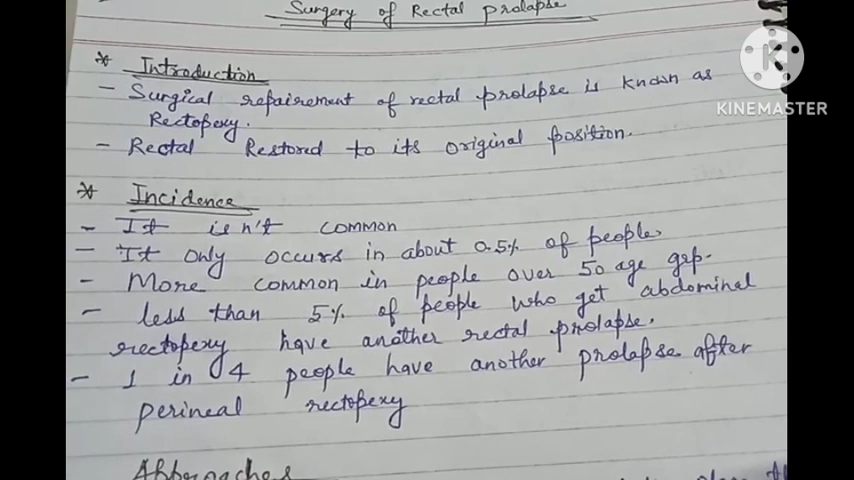 Surgery of Rectal Prolapse
* Introduction
- Surgical repairement of rectal prolapse is known as
Rectopexy.
- Rectal Restored to its original position.
* Incidence
- It isn't common
- It only occurs in about 0.5% of people.
- More common in people over 50 age grp.
- less than 5% of people who get abdominal
rectopexy have another rectal prolapse.
- 1 in 4 people have another prolapse after
perineal rectopexy
Approaches
KINEMASTER